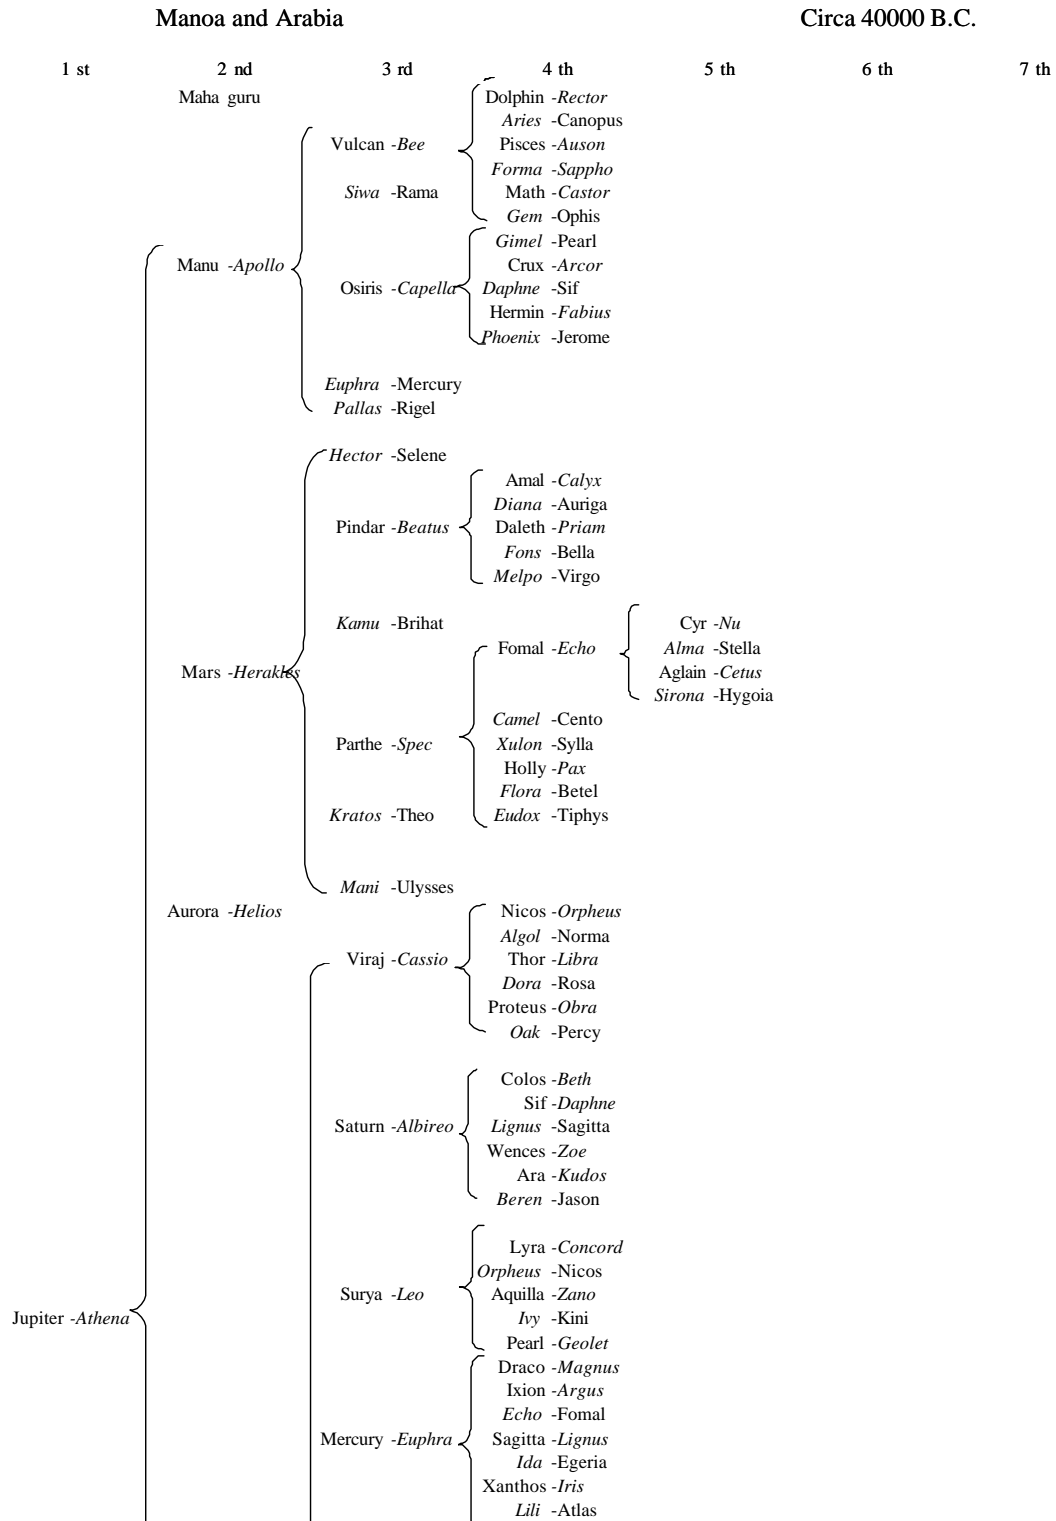 Manoa and Arabia Circa 40000 B.C.
1 st 2 nd 3 rd 4 th 5 th 6 th 7 th
Maha guru Dolphin -Rector
Aries -Canopus
Vulcan -Bee Pisces -Auson
Forma -Sappho
Siwa -Rama Math -Castor
Gem -Ophis
Gimel -Pearl
Manu -Apollo Crux -Arcor
Osiris -Capella Daphne -Sif
Hermin -Fabius
Phoenix -Jerome
Euphra -Mercury
Pallas -Rigel
Hector -Selene
Amal -Calyx
Diana -Auriga
Pindar -Beatus Daleth -Priam
Fons -Bella
Melpo -Virgo
Kamu -Brihat Cyr -Nu
Fomal -Echo Alma -Stella
Mars -Herakles Aglain -Cetus
Sirona -Hygoia
Camel -Cento
Parthe -Spec Xulon -Sylla
Holly -Pax
Flora -Betel
Kratos -Theo Eudox -Tiphys
Mani -Ulysses
Aurora -Helios Nicos -Orpheus
Algol -Norma
Viraj -Cassio Thor -Libra
Dora -Rosa
Proteus -Obra
Oak -Percy
Colos -Beth
Sif -Daphne
Saturn -Albireo Lignus -Sagitta
Wences -Zoe
Ara -Kudos
Beren -Jason
Lyra -Concord
Orpheus -Nicos
Surya -Leo Aquilla -Zano
Jupiter -Athena Ivy -Kini
Pearl -Geolet
Draco -Magnus
Ixion -Argus
Echo -Fomal
Mercury -Euphra Sagitta -Lignus
Ida -Egeria
Xanthos -Iris
Lili -Atlas